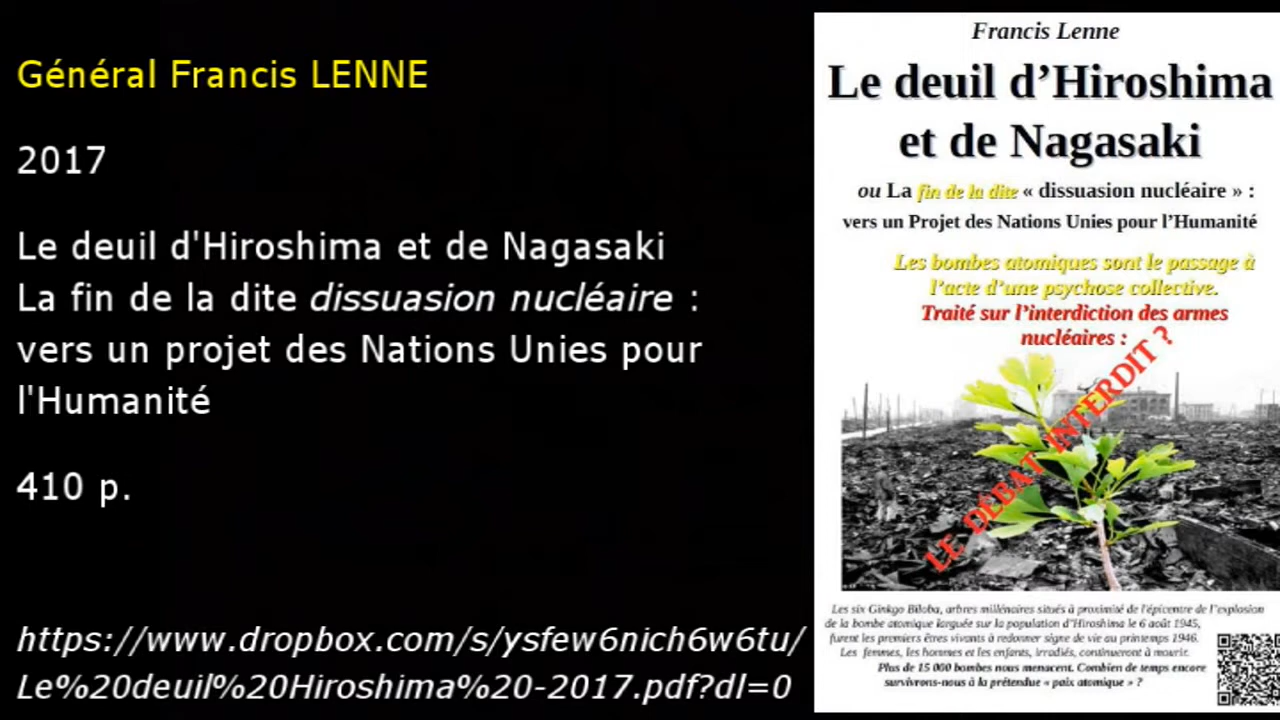 Général Francis LENNE
2017
Le deuil d'Hiroshima et de Nagasaki
La fin de la dite dissuasion nucléaire :
vers un projet des Nations Unies pour
l'Humanité
410 p.
https://www.dropbox.com/s/ysfew6nich6w6tu/
Le%20deuil%20Hiroshima%20-2017.pdf?dl=0
Francis Lenne
Le deuil d’Hiroshima
et de Nagasaki
ou La fin de la dite « dissuasion nucléaire » :
vers un Projet des Nations Unies pour l’Humanité
Les bombes atomiques sont le passage à
l’acte d’une psychose collective.
Traité sur l’interdiction des armes
nucléaires :
LE DÉBAT INTERDIT ?
Les six Ginkgo Biloba, arbres millénaires situés à proximité de l’épicentre de l’explosion
de la bombe atomique larguée sur la population d’Hiroshima le 6 août 1945,
furent les premiers êtres vivants à redonner signe de vie au printemps 1946.
Les femmes, les hommes et les enfants, irradiés, continueront à mourir.
Plus de 15 000 bombes nous menacent. Combien de temps encore
survivrons-nous à la prétendue « paix atomique » ?